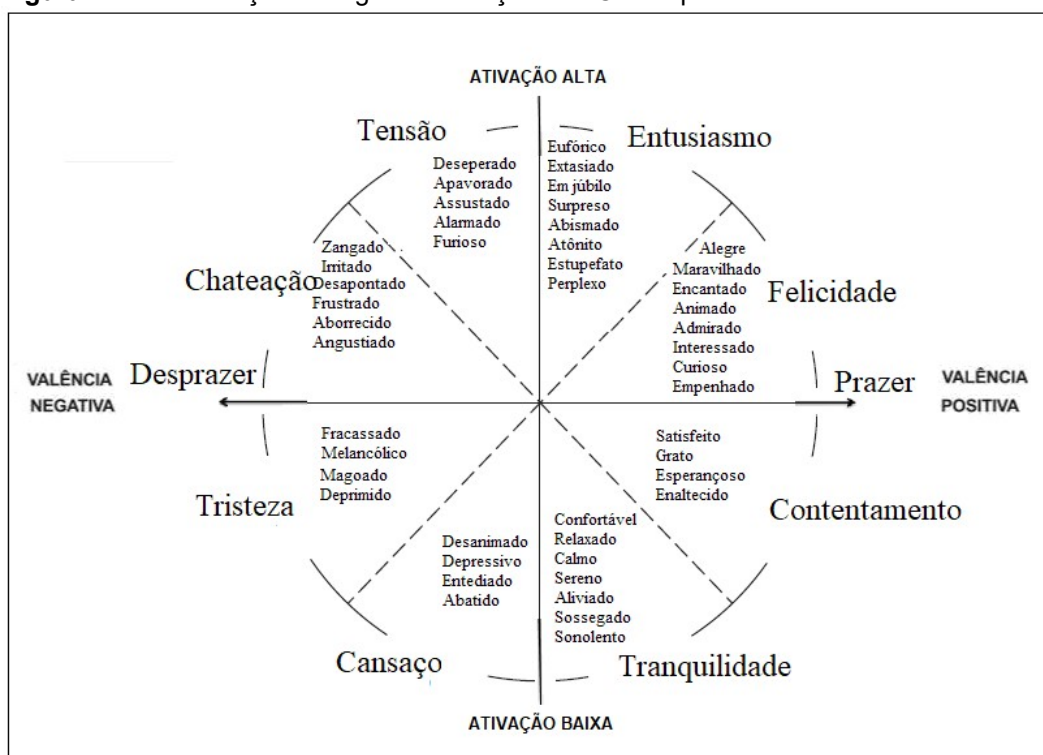 ATIVAÇÃO ALTA
Tensão
Entusiasmo
Deseperado
Apavorado
Assustado
Alarmado
Furioso
Eufórico
Extasiado
Em júbilo
Surpreso
Abismado
Atônito
Estupefato
Perplexo
Chateação
Zangado
Irritado
Desapontado
Frustrado
Aborrecido
Angustiado
Alegre
Maravilhado
Encantado
Animado
Admirado
Interessado
Curioso
Empenhado
Felicidade
VALÊNCIA
NEGATIVA
Desprazer
Prazer
VALÊNCIA
POSITIVA
Tristeza
Fracassado
Melancólico
Magoado
Deprimido
Satisfeito
Grato
Esperançoso
Enaltecido
Contentamento
Desanimado
Depressivo
Entediado
Abatido
Confortável
Relaxado
Calmo
Sereno
Aliviado
Sossegado
Sonolento
Cansaço
Tranquilidade
ATIVAÇÃO BAIXA